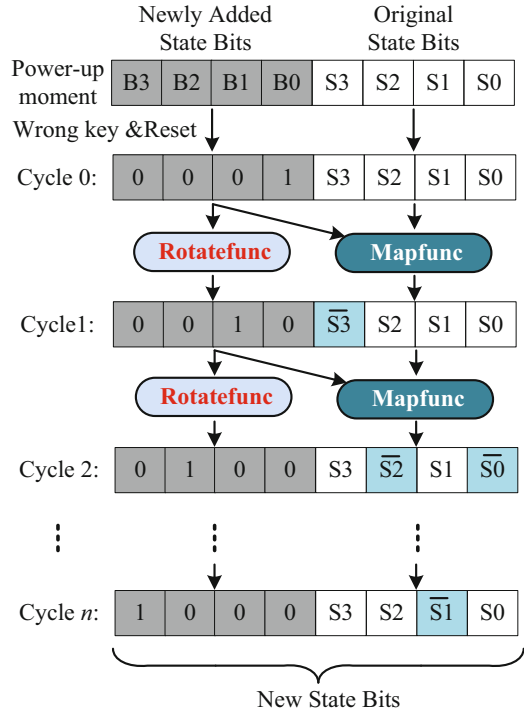 Newly Added Original
State Bits State Bits
Power-up
moment
B3 B2 B1 B0 S3 S2 S1 S0
Wrong key &Reset
Cycle 0: 0 0 0 1 S3 S2 S1 S0
Rotatefunc Mapfunc
Cycle1: 0 0 1 0 S̅3̅ S2 S1 S0
Rotatefunc Mapfunc
Cycle 2: 0 1 0 0 S3 S̅2̅ S1 S̅0̅
Cycle n: 1 0 0 0 S3 S2 S̅1̅ S0
New State Bits